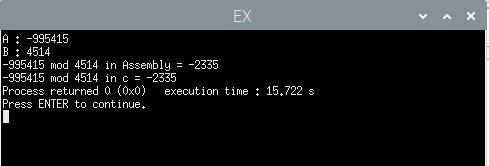 EX
A : -995415
B : 4514
-995415 mod 4514 in Assembly = -2335
-995415 mod 4514 in c = -2335
Process returned 0 (0x0)   execution time : 15.722 s
Press ENTER to continue.